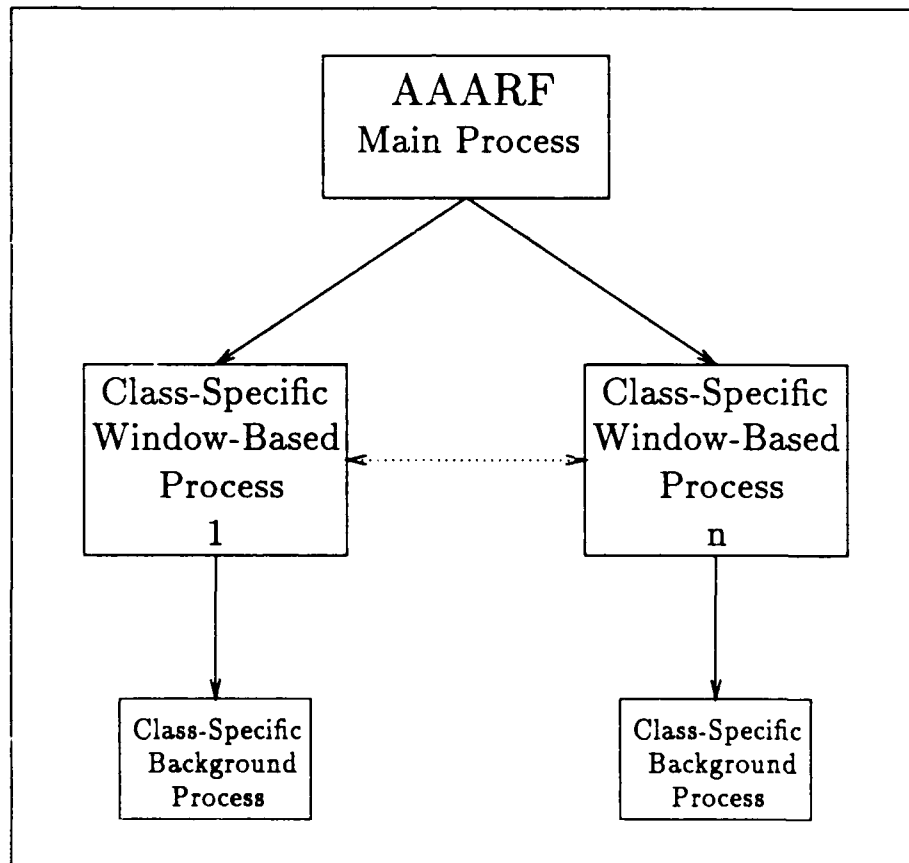 AAARF
Main Process
Class-Specific
Window-Based
Process
1
Class-Specific
Window-Based
Process
n
Class-Specific
Background
Process
Class-Specific
Background
Process